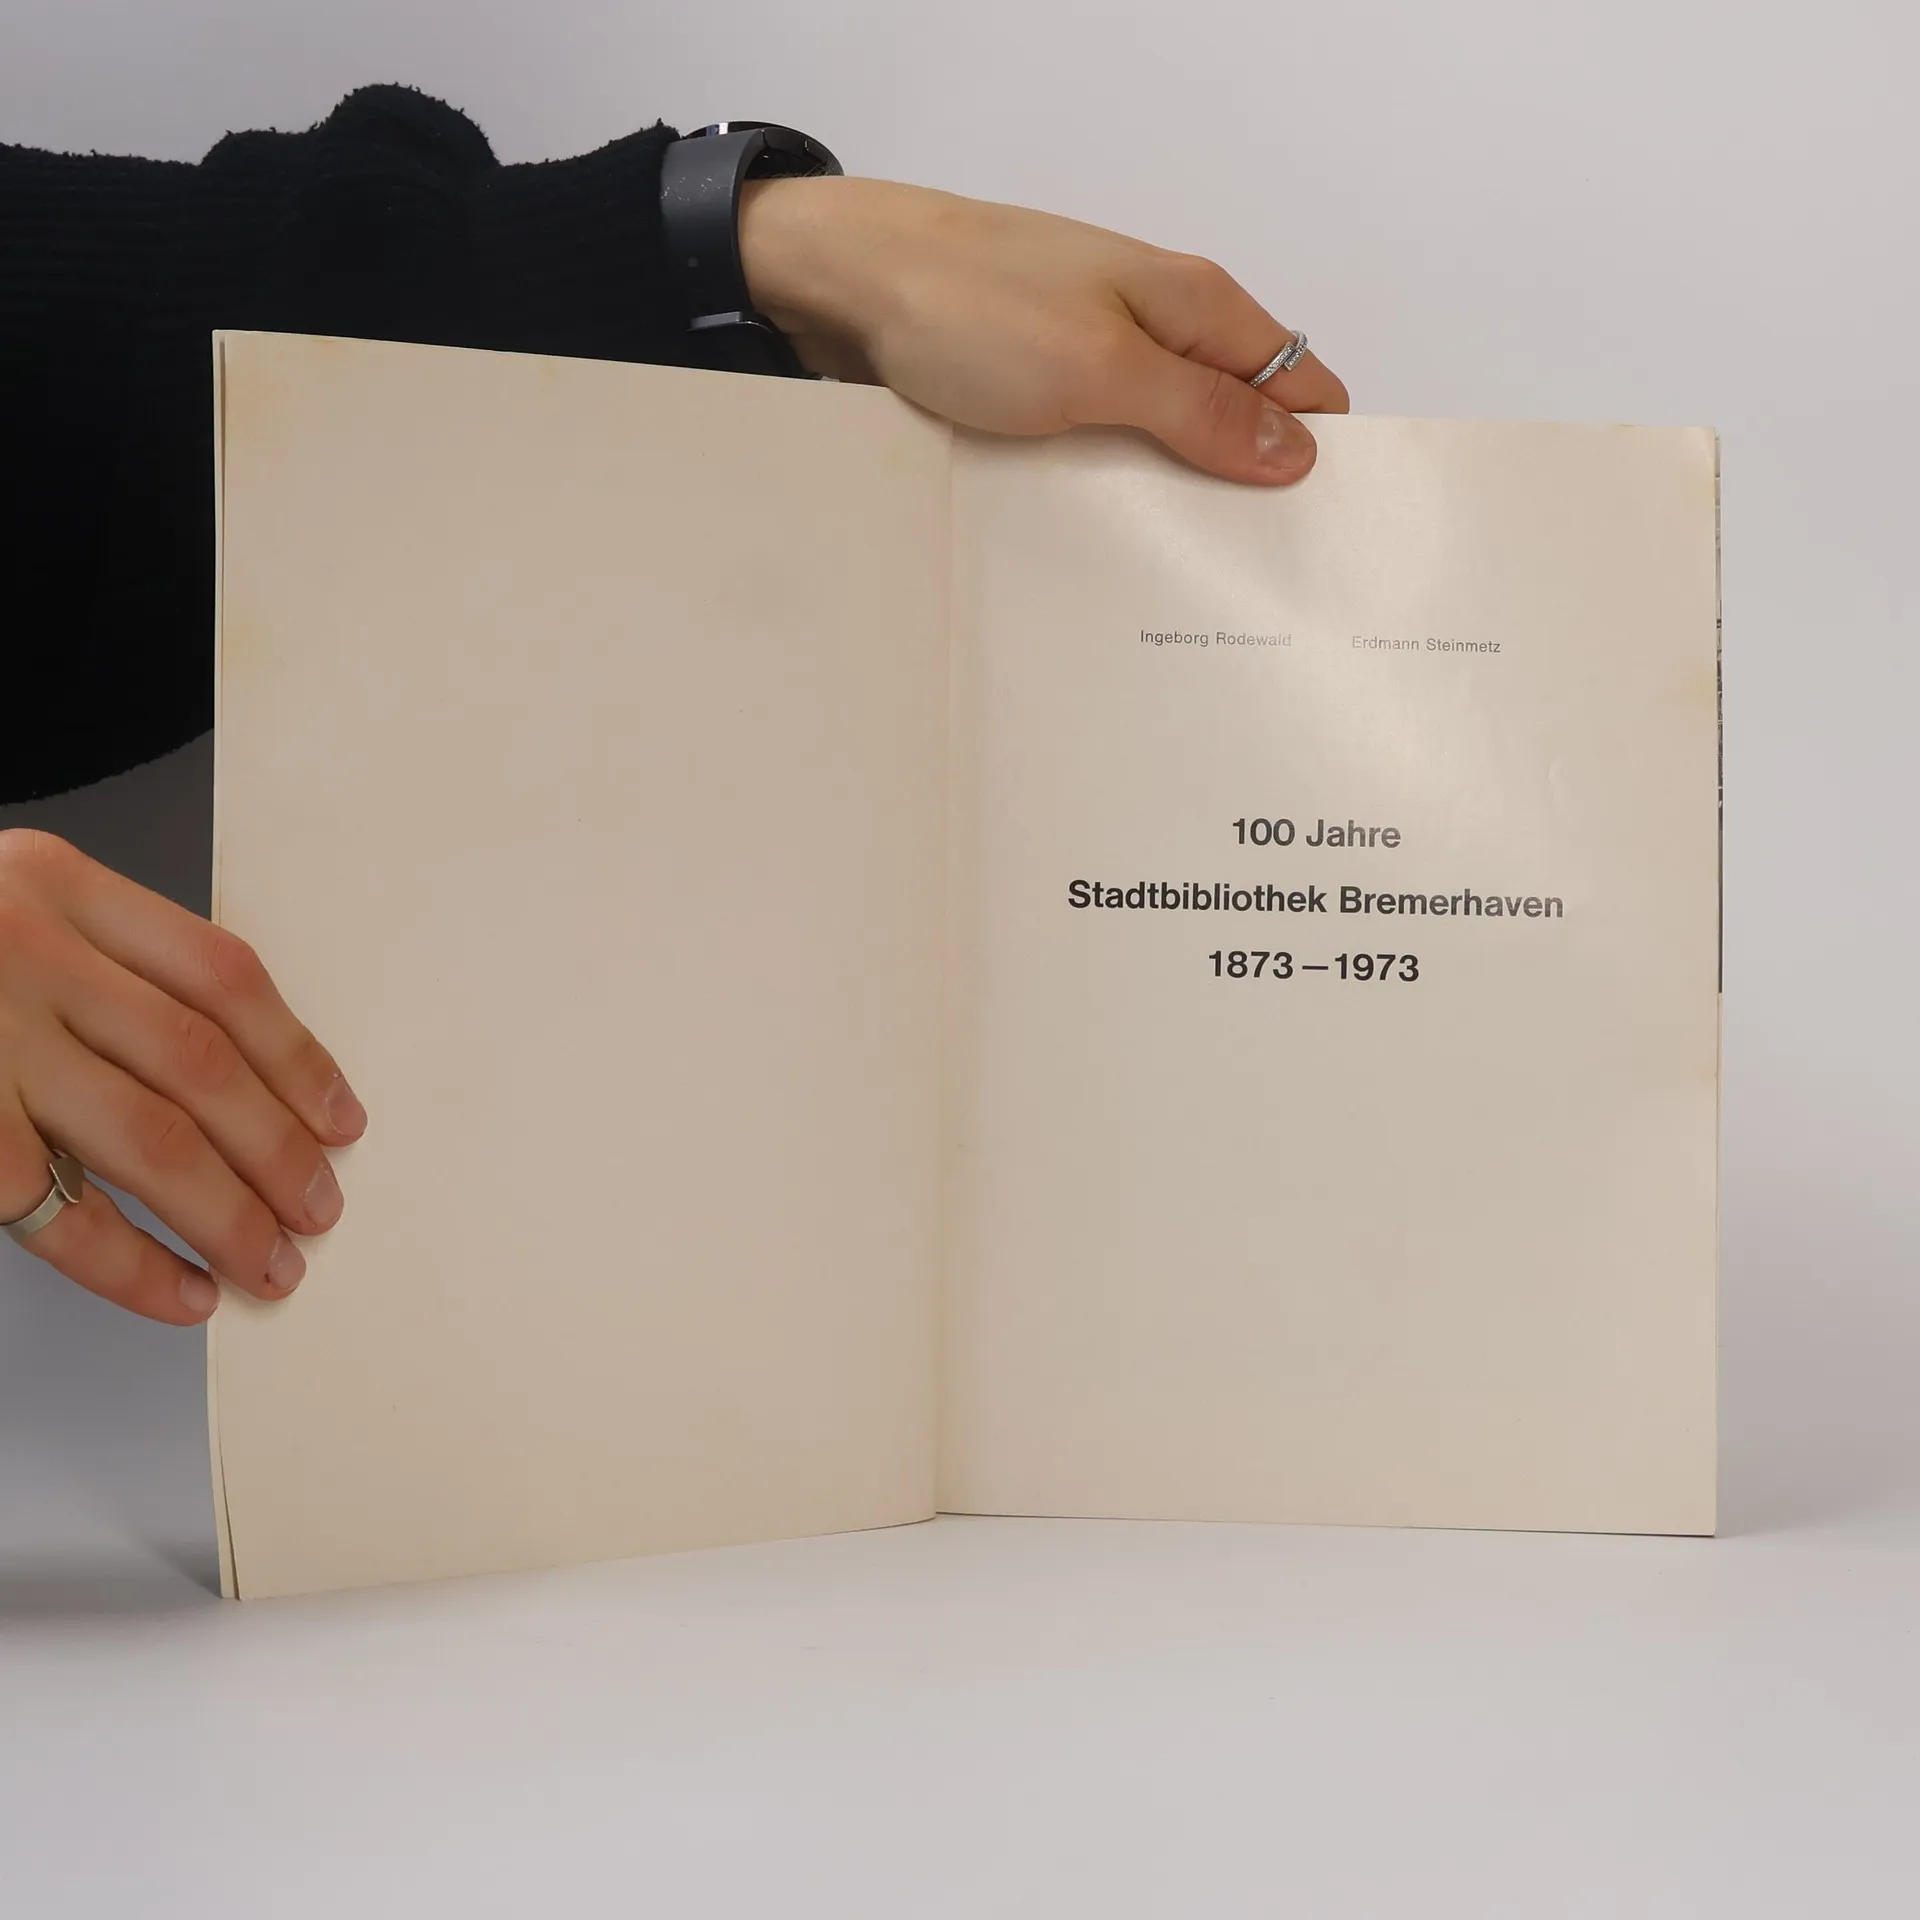 Ingeborg Rodewald Erdmann Steinmetz
100 Jahre
Stadtbibliothek Bremerhaven
1873—1973